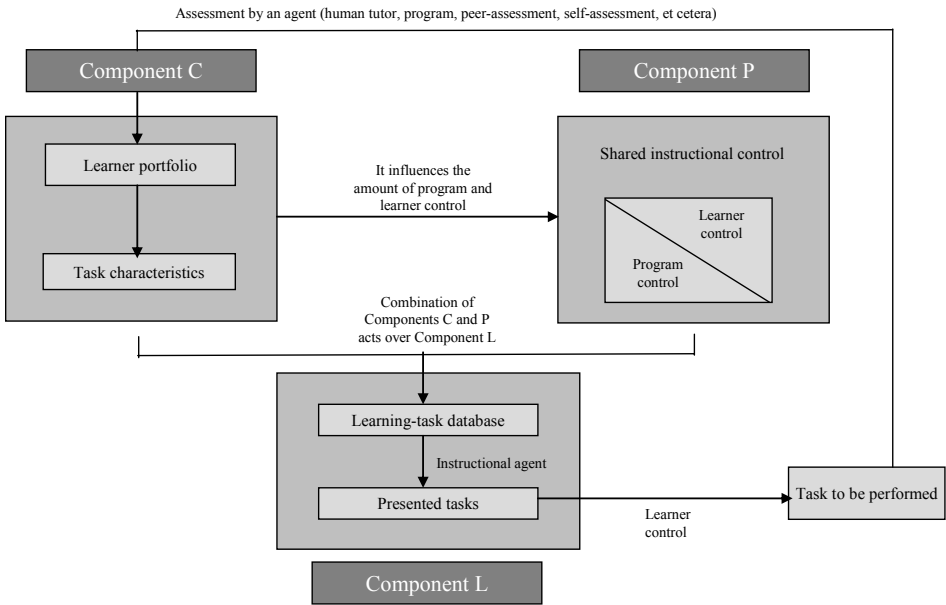 Assessment by an agent (human tutor, program, peer-assessment, self-assessment, et cetera)
Component C
Component P
Learner portfolio
Task characteristics
It influences the
amount of program and
learner control
Shared instructional control
Learner
control
Program
control
Combination of
Components C and P
acts over Component L
Learning-task database
Instructional agent
Presented tasks
Learner
control
Task to be performed
Component L